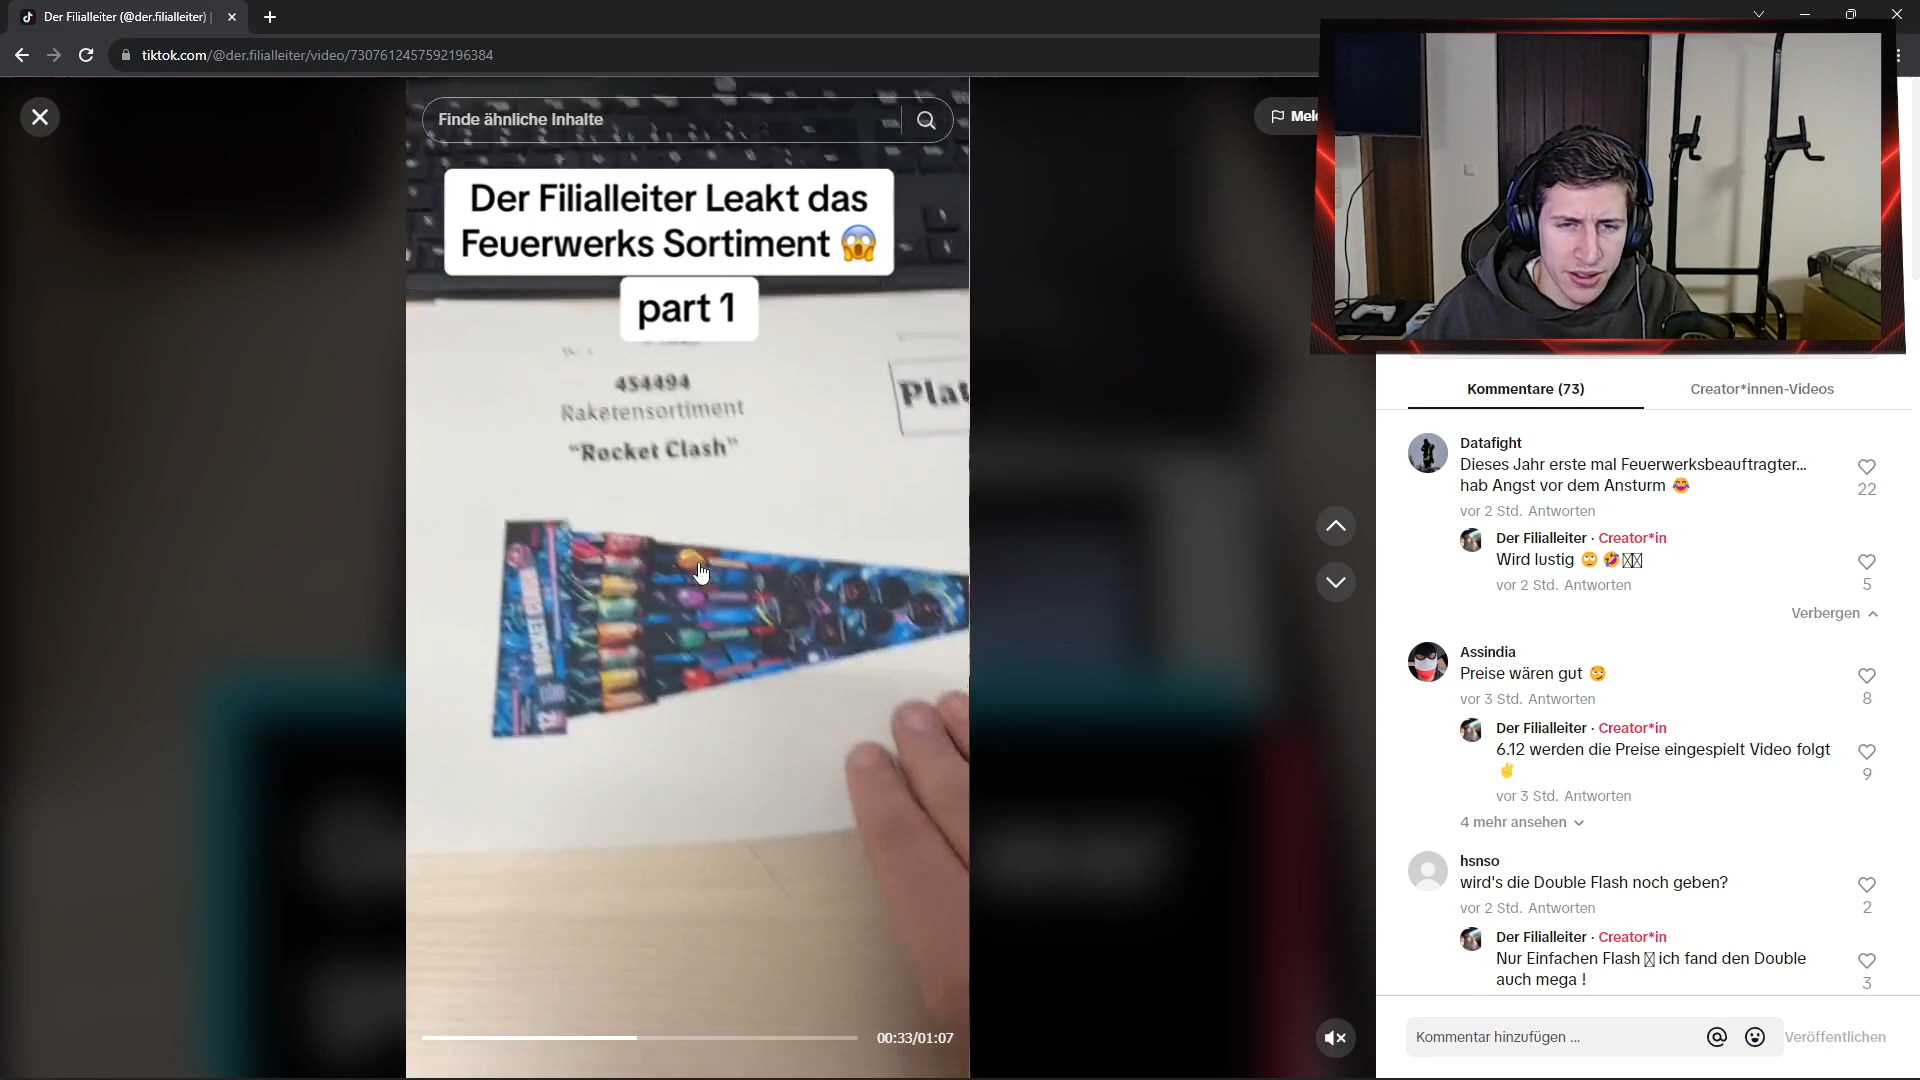 Der Filialleiter (@der.filialleiter) |
tiktok.com/@der.filialleiter/video/7307612457592196384
Finde ähnliche Inhalte
Der Filialleiter Leakt das
Feuerwerks Sortiment 😱
part 1
454494
Raketensortiment
"Rocket Clash"
Plat
12
00:33/01:07
Kommentare (73)
Creator*innen-Videos
Datafight
Dieses Jahr erste mal Feuerwerksbeauftragter...
hab Angst vor dem Ansturm 😂
22
vor 2 Std. Antworten
Der Filialleiter · Creator*in
Wird lustig 🙄 🤣
vor 2 Std. Antworten
5
Verbergen
Assindia
Preise wären gut 😏
vor 3 Std. Antworten
8
Der Filialleiter · Creator*in
6.12 werden die Preise eingespielt Video folgt
✌
9
vor 3 Std. Antworten
4 mehr ansehen
hsnso
wird's die Double Flash noch geben?
vor 2 Std. Antworten
2
Der Filialleiter · Creator*in
Nur Einfachen Flash ich fand den Double
auch mega !
3
Kommentar hinzufügen ...
Veröffentlichen